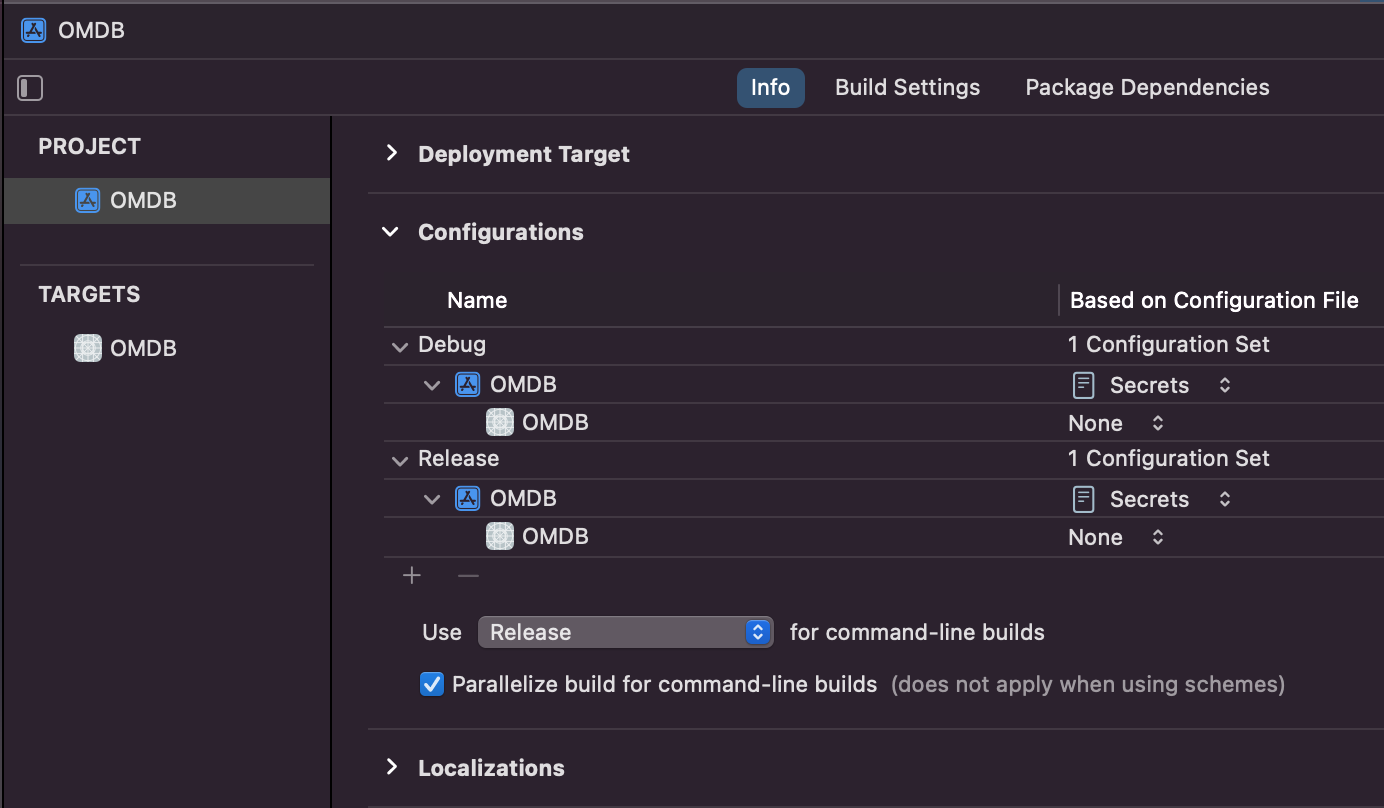 OMDB
Info Build Settings Package Dependencies
PROJECT
OMDB
TARGETS
OMDB
Deployment Target
Configurations
Name Based on Configuration File
Debug 1 Configuration Set
OMDB Secrets
OMDB None
Release 1 Configuration Set
OMDB Secrets
OMDB None
Use Release for command-line builds
Parallelize build for command-line builds (does not apply when using schemes)
Localizations